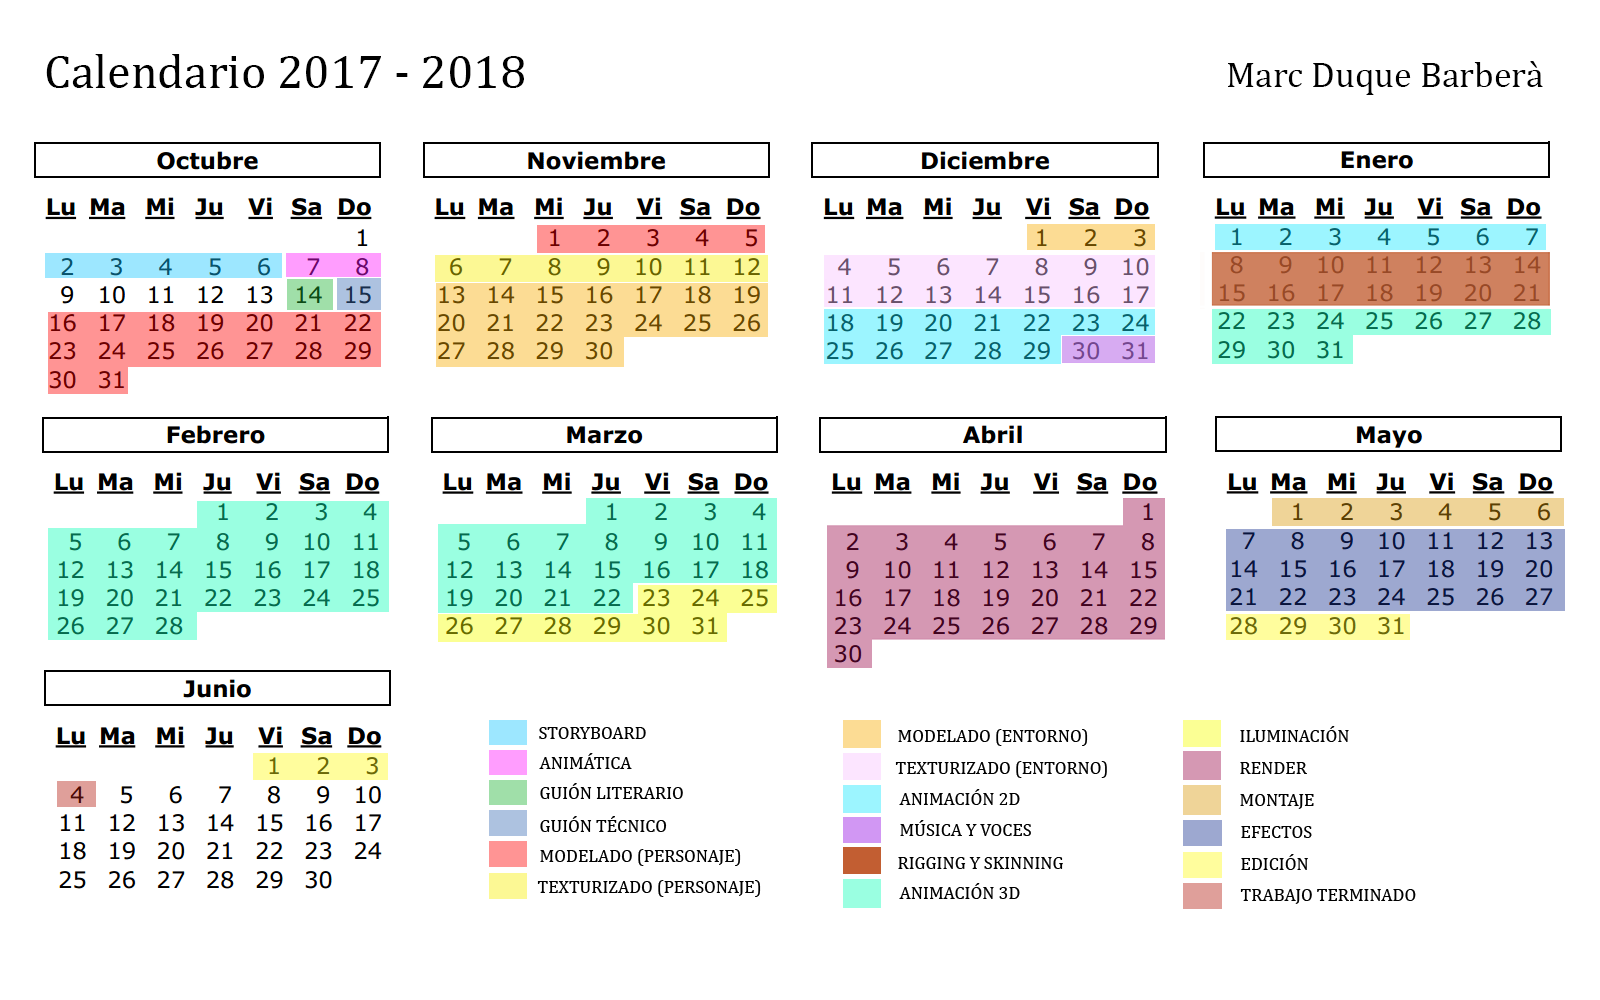 Calendario 2017 - 2018
Marc Duque Barberà
Octubre
Lu Ma Mi Ju Vi Sa Do
1
2 3 4 5 6 7 8
9 10 11 12 13 14 15
16 17 18 19 20 21 22
23 24 25 26 27 28 29
30 31
Noviembre
Lu Ma Mi Ju Vi Sa Do
1 2 3 4 5
6 7 8 9 10 11 12
13 14 15 16 17 18 19
20 21 22 23 24 25 26
27 28 29 30
Diciembre
Lu Ma Mi Ju Vi Sa Do
1 2 3
4 5 6 7 8 9 10
11 12 13 14 15 16 17
18 19 20 21 22 23 24
25 26 27 28 29 30 31
Enero
Lu Ma Mi Ju Vi Sa Do
1 2 3 4 5 6 7
8 9 10 11 12 13 14
15 16 17 18 19 20 21
22 23 24 25 26 27 28
29 30 31
Febrero
Lu Ma Mi Ju Vi Sa Do
1 2 3 4
5 6 7 8 9 10 11
12 13 14 15 16 17 18
19 20 21 22 23 24 25
26 27 28
Marzo
Lu Ma Mi Ju Vi Sa Do
1 2 3 4
5 6 7 8 9 10 11
12 13 14 15 16 17 18
19 20 21 22 23 24 25
26 27 28 29 30 31
Abril
Lu Ma Mi Ju Vi Sa Do
1
2 3 4 5 6 7 8
9 10 11 12 13 14 15
16 17 18 19 20 21 22
23 24 25 26 27 28 29
30
Mayo
Lu Ma Mi Ju Vi Sa Do
1 2 3 4 5 6
7 8 9 10 11 12 13
14 15 16 17 18 19 20
21 22 23 24 25 26 27
28 29 30 31
Junio
Lu Ma Mi Ju Vi Sa Do
1 2 3
4 5 6 7 8 9 10
11 12 13 14 15 16 17
18 19 20 21 22 23 24
25 26 27 28 29 30
STORYBOARD
ANIMÁTICA
GUIÓN LITERARIO
GUIÓN TÉCNICO
MODELADO (PERSONAJE)
TEXTURIZADO (PERSONAJE)
MODELADO (ENTORNO)
TEXTURIZADO (ENTORNO)
ANIMACIÓN 2D
MÚSICA Y VOCES
RIGGING Y SKINNING
ANIMACIÓN 3D
ILUMINACIÓN
RENDER
MONTAJE
EFECTOS
EDICIÓN
TRABAJO TERMINADO